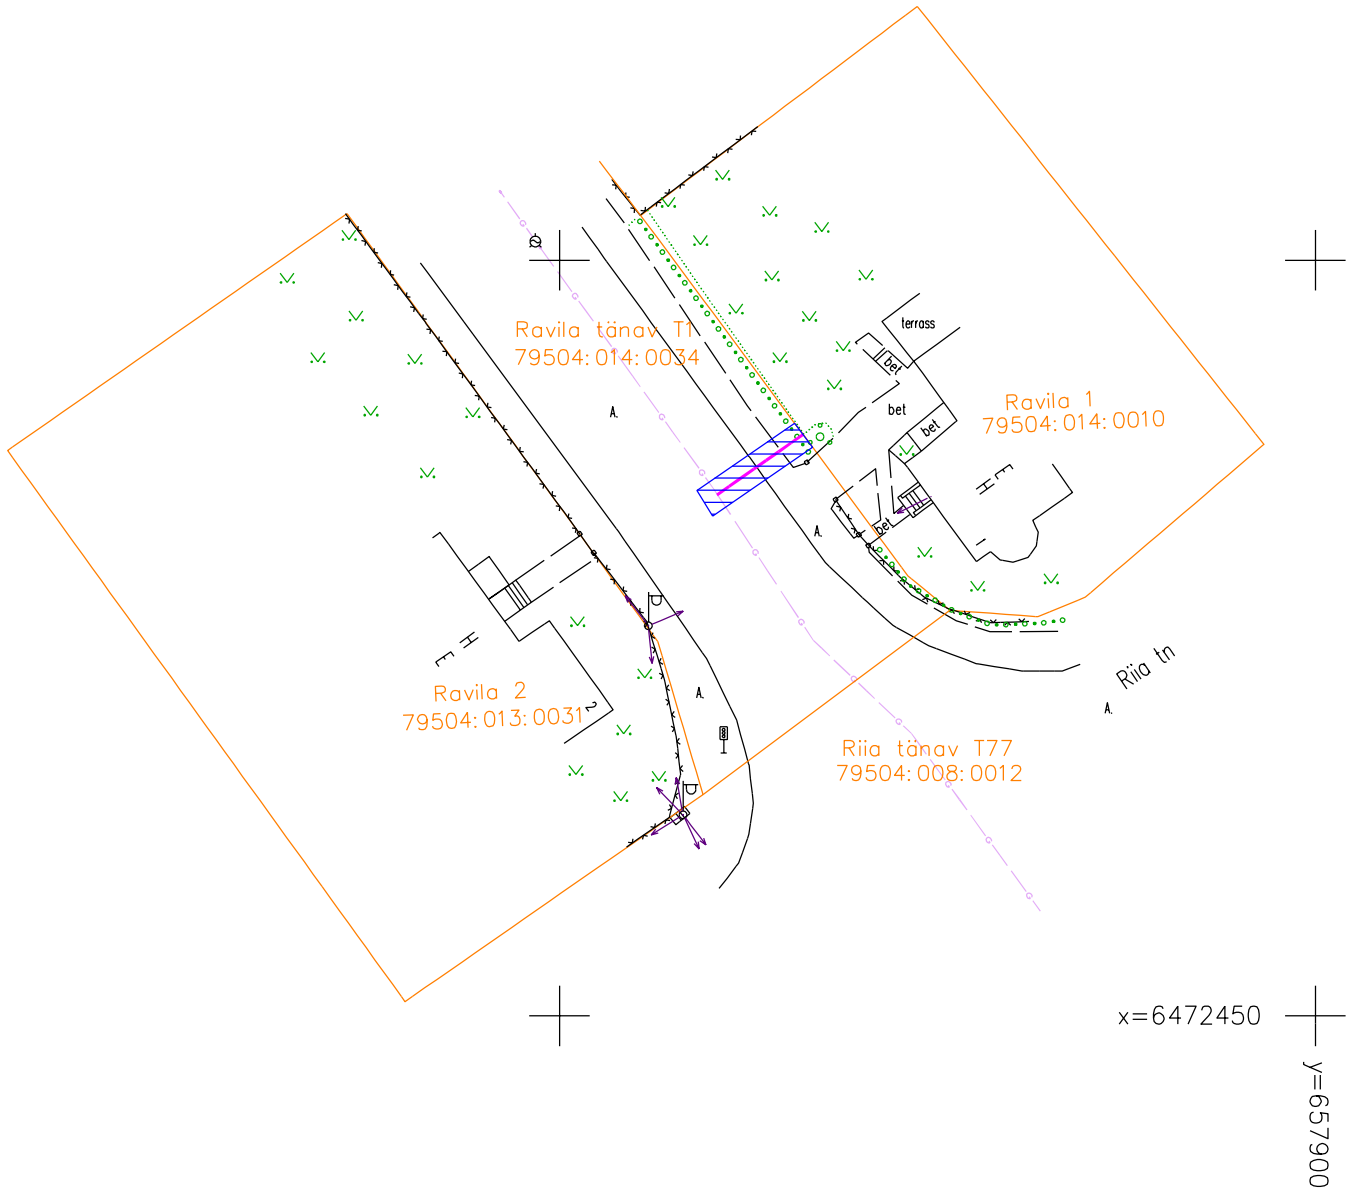 terrass
Ravila tänav T1
79504:014:0034
bet
Ravila 1
79504:014:0010
A.
bet
bet
E
H
I
bet
A.
H
E
Riia tn
Ravila 2
79504:013:0031
2
A.
A.
Riia tänav T77
79504:008:0012
x=6472450
y=657900